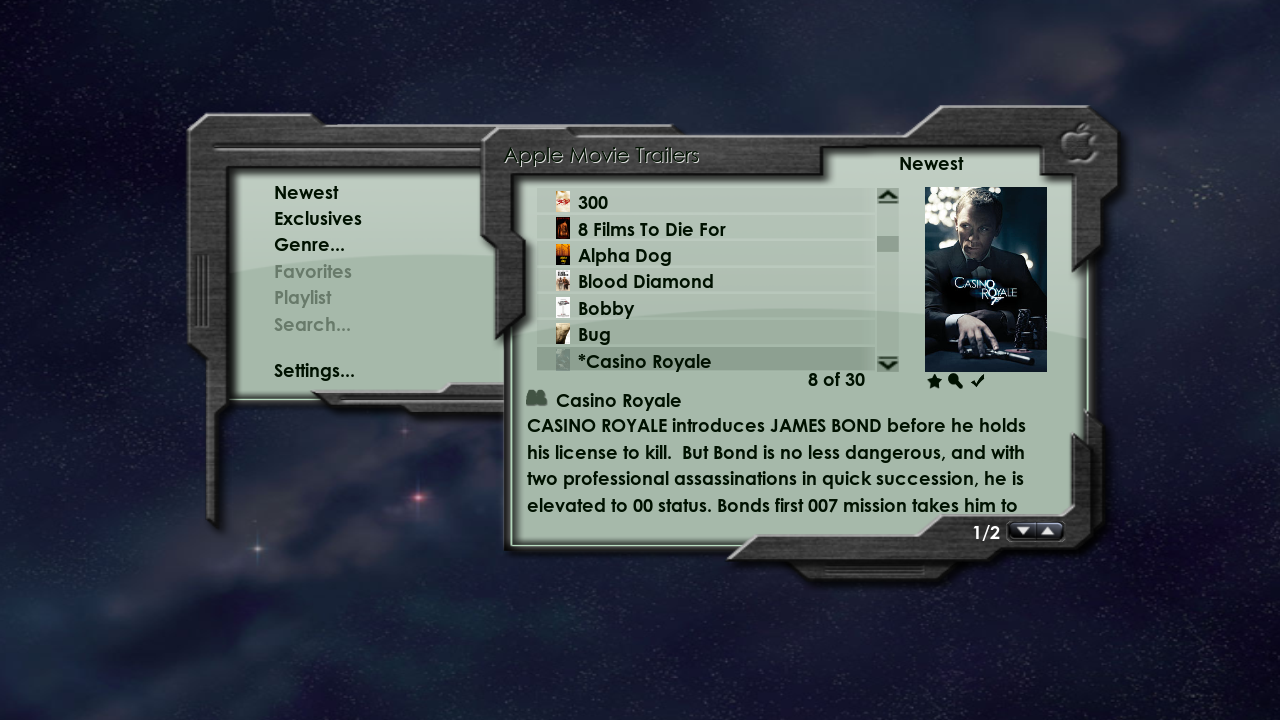 Apple Movie Trailers
Newest
Newest
Exclusives
Genre...
Favorites
Playlist
Search...
Settings...
300
8 Films To Die For
Alpha Dog
Blood Diamond
Bobby
Bug
*Casino Royale
CASINO ROYALE
8 of 30
Casino Royale
CASINO ROYALE introduces JAMES BOND before he holds
his license to kill.  But Bond is no less dangerous, and with
two professional assassinations in quick succession, he is
elevated to 00 status. Bonds first 007 mission takes him to
1/2